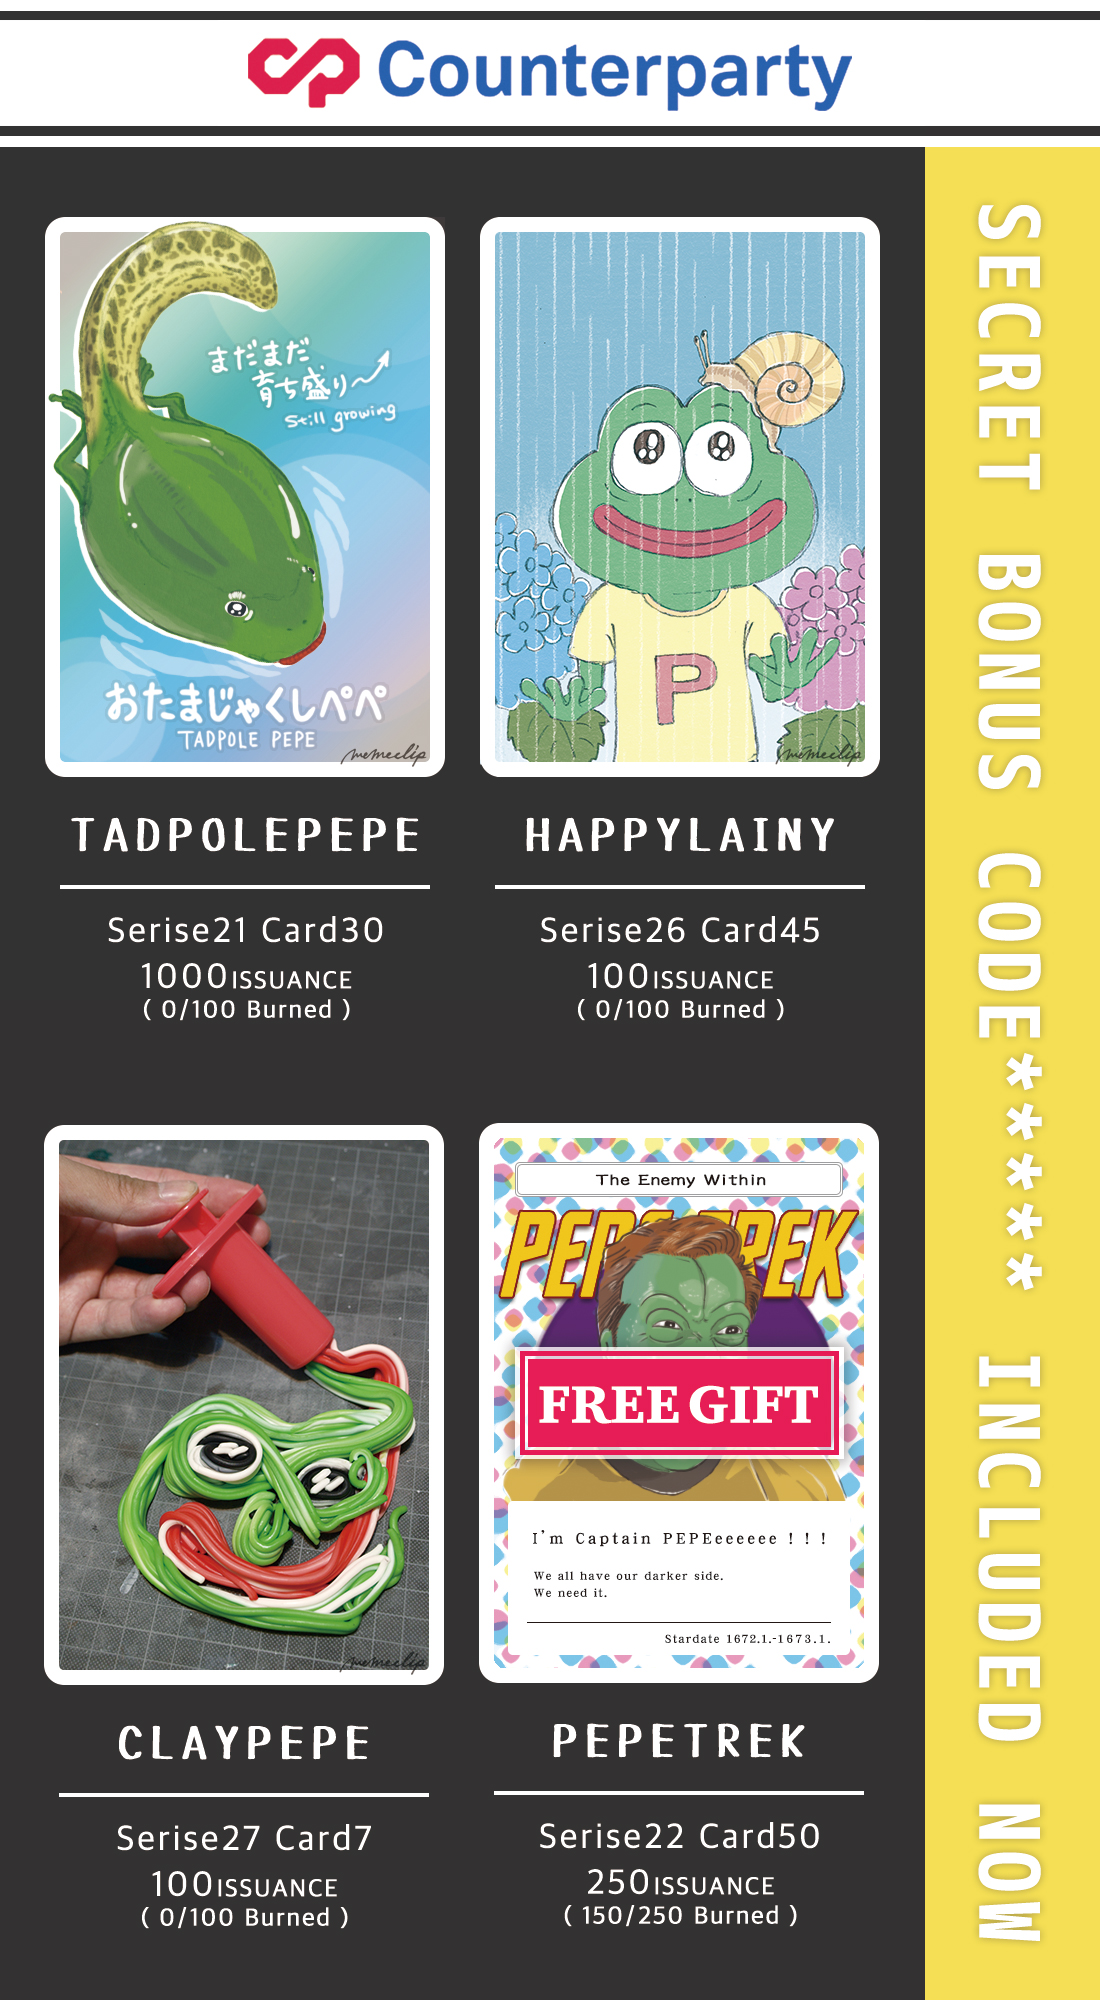 Counterparty
まだまだ
育ち盛り
Still growing
おたまじゃくしペペ
TADPOLE PEPE
memeclip
P
memeclip
TADPOLEPEPE
Serise21 Card30
1000ISSUANCE
( 0/100 Burned )
HAPPYLAINY
Serise26 Card45
100ISSUANCE
( 0/100 Burned )
memeclip
The Enemy Within
PEPETREK
FREE GIFT
I'm Captain PEPEeeeeee ! ! !
We all have our darker side.
We need it.
Stardate 1672.1.-1673.1.
CLAYPEPE
Serise27 Card7
100ISSUANCE
( 0/100 Burned )
PEPETREK
Serise22 Card50
250ISSUANCE
( 150/250 Burned )
SECRET BONUS CODE***** INCLUDED NOW